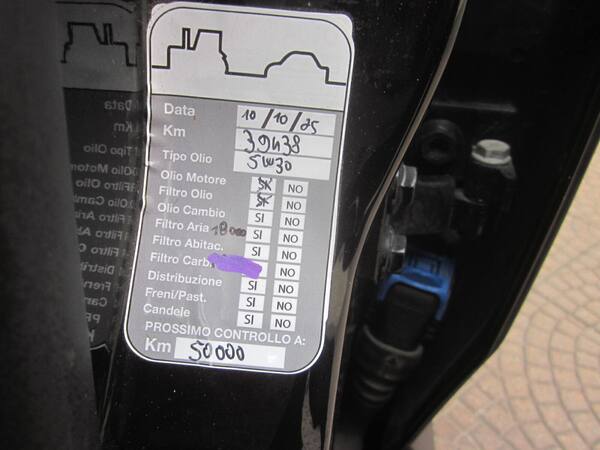 Data 10/10/25
Km 39438
Tipo Olio 5W30
Olio Motore SI NO
Filtro Olio SI NO
Olio Cambio SI NO
Filtro Aria 18000 SI NO
Filtro Abitac. SI NO
Filtro Carb NO
Distribuzione SI NO
Freni/Past. SI NO
Candele SI NO
PROSSIMO CONTROLLO A:
Km 50000